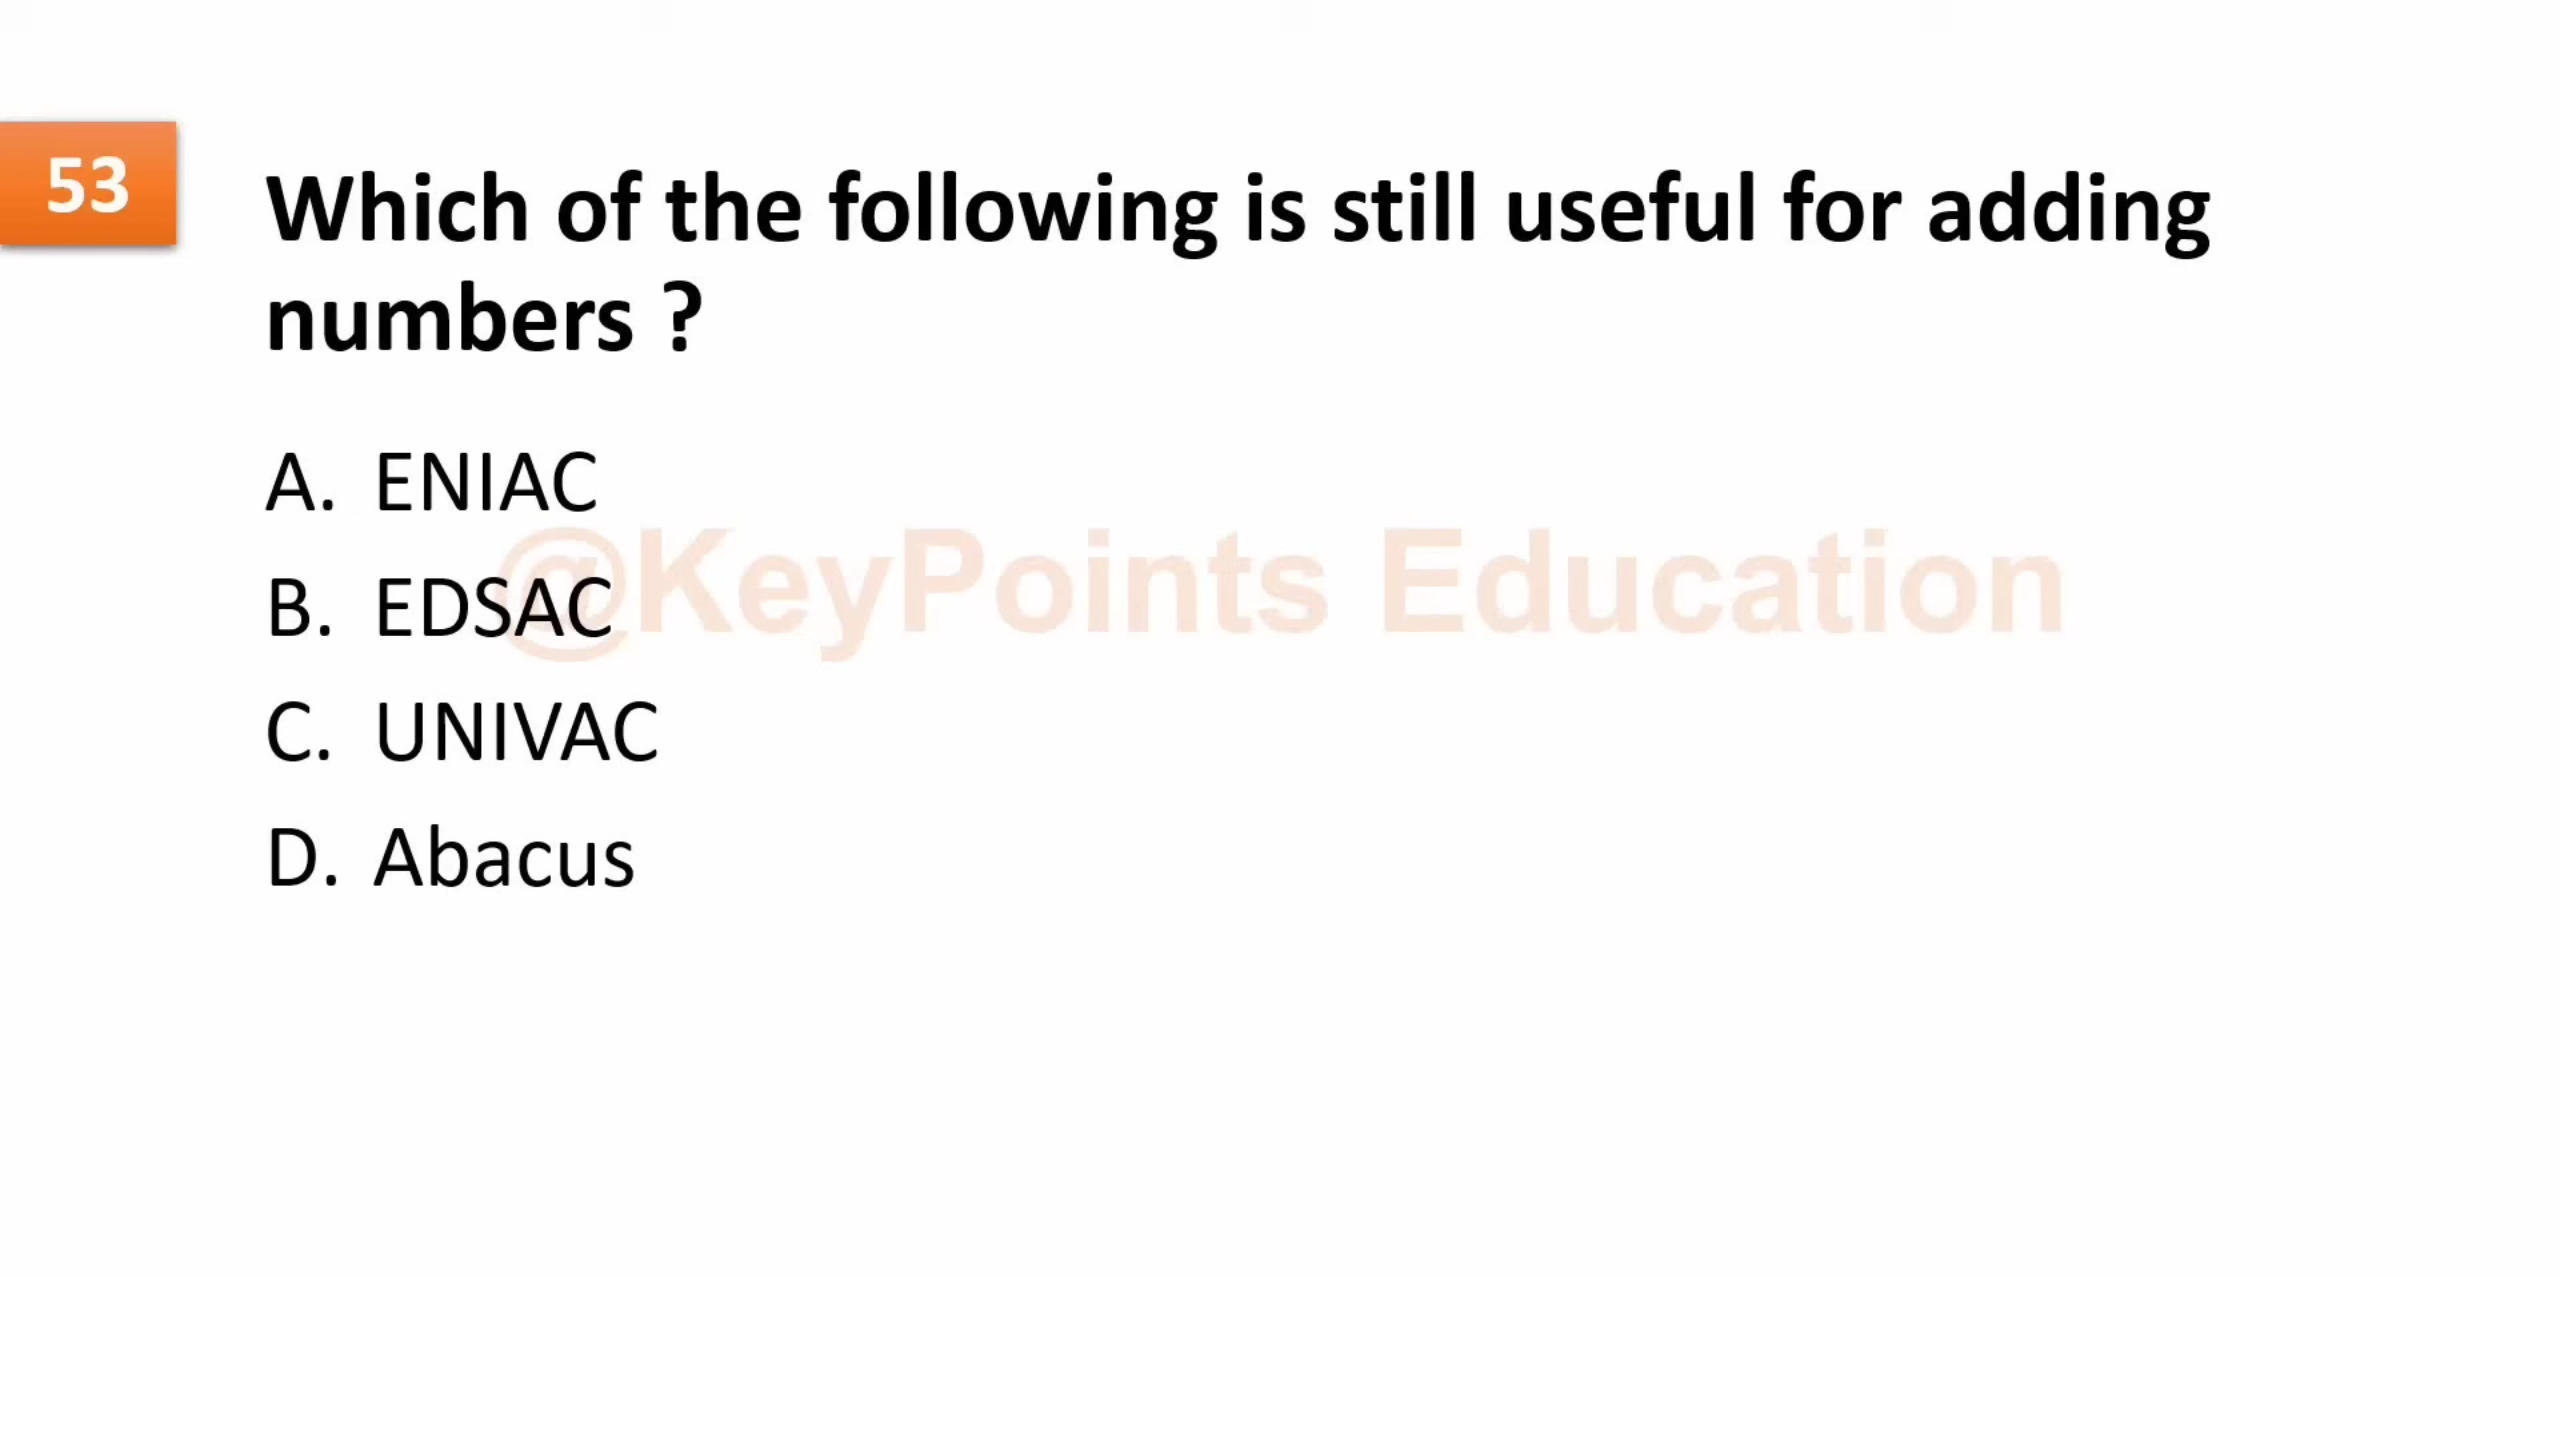 53
Which of the following is still useful for adding
numbers ?
A. ENIAC
@KeyPoints Education
B. EDSAC
C. UNIVAC
D. Abacus